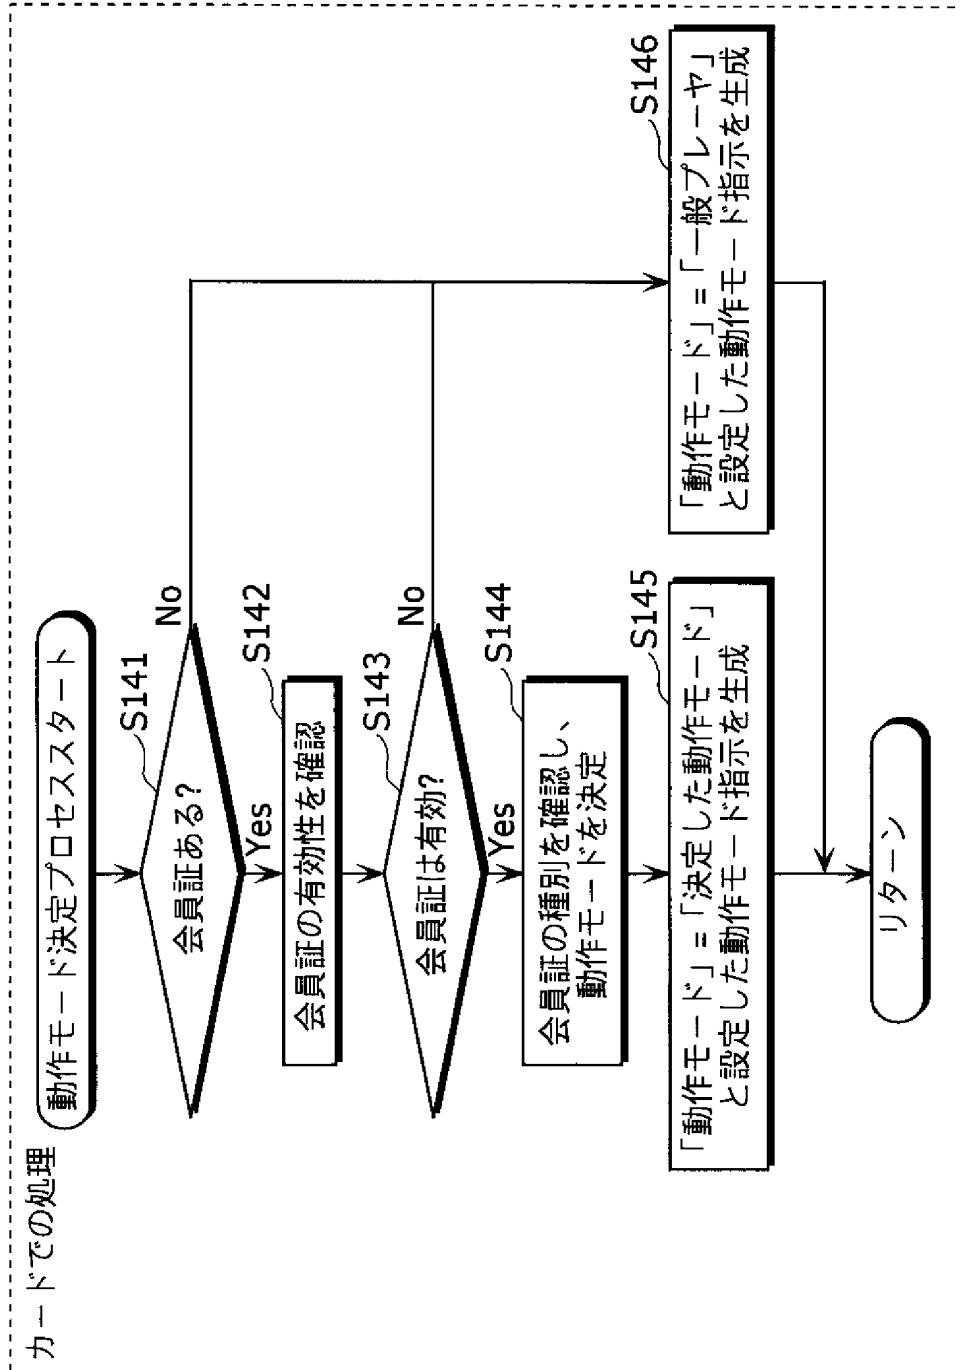 カードでの処理
動作モード決定プロセススタート
S141
会員証ある?
No
Yes
S142
会員証の有効性を確認
S143
会員証は有効?
No
Yes
S144
会員証の種別を確認し、
動作モードを決定
S145
「動作モード」=「決定した動作モード」
と設定した動作モード指示を生成
S146
「動作モード」=「一般プレーヤ」
と設定した動作モード指示を生成
リターン